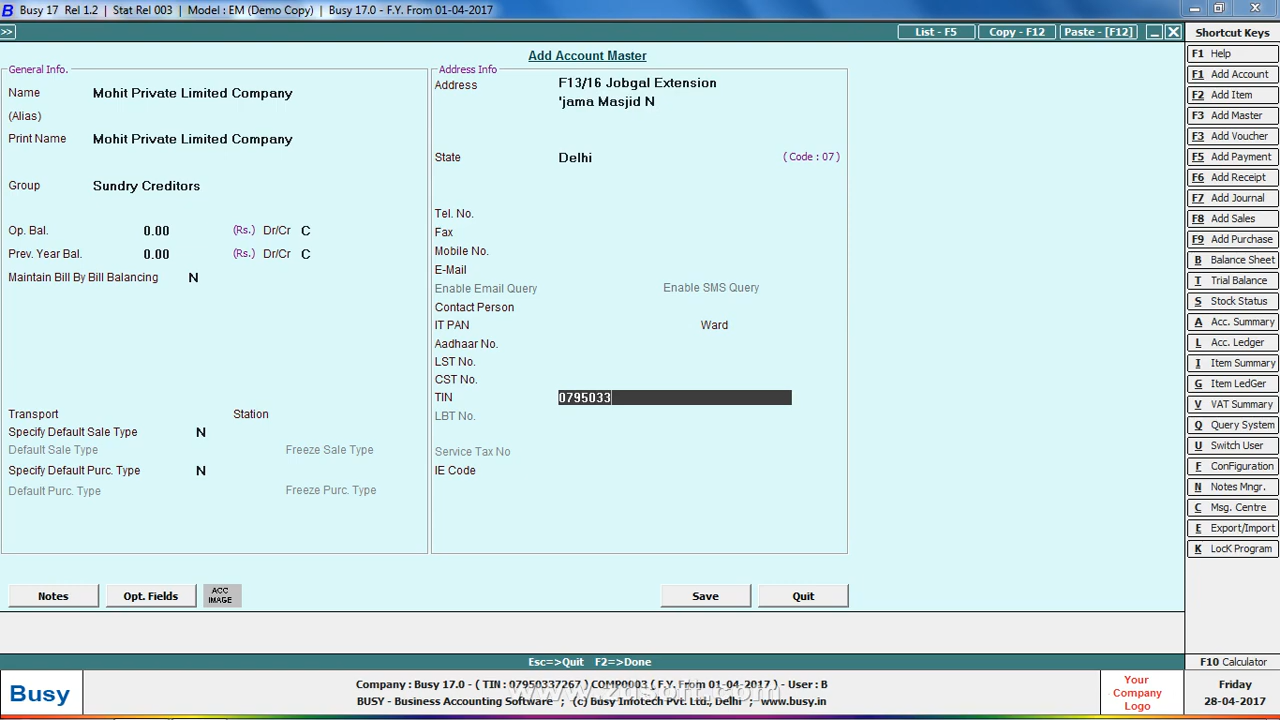 Busy 17 Rel 1.2 | Stat Rel 003 | Model : EM (Demo Copy) | Busy 17.0 - F.Y. From 01-04-2017 ]
>> List - F5 Copy - F12 Paste - [F12]
Add Account Master
General Info.
Name Mohit Private Limited Company
(Alias)
Print Name Mohit Private Limited Company
Group Sundry Creditors
Op. Bal. 0.00 (Rs.) Dr/Cr C
Prev. Year Bal. 0.00 (Rs.) Dr/Cr C
Maintain Bill By Bill Balancing N
Transport Station
Specify Default Sale Type N
Default Sale Type Freeze Sale Type
Specify Default Purc. Type N
Default Purc. Type Freeze Purc. Type
Address Info
Address F13/16 Jobgal Extension
'jama Masjid N
State Delhi ( Code : 07 )
Tel. No.
Fax
Mobile No.
E-Mail
Enable Email Query Enable SMS Query
Contact Person
IT PAN Ward
Aadhaar No.
LST No.
CST No.
TIN 0795033
LBT No.
Service Tax No
IE Code
Notes Opt. Fields ACC IMAGE Save Quit
Esc=>Quit F2=>Done
Busy
Company : Busy 17.0 - ( TIN : 07950337267 ) COMP0003 ( F.Y. From 01-04-2017 ) - User : B
BUSY - Business Accounting Software ; (c) Busy Infotech Pvt. Ltd., Delhi ; www.busy.in
Your
Company
Logo
Shortcut Keys
F1 Help
F1 Add Account
F2 Add Item
F3 Add Master
F3 Add Voucher
F5 Add Payment
F6 Add Receipt
F7 Add Journal
F8 Add Sales
F9 Add Purchase
B Balance Sheet
T Trial Balance
S Stock Status
A Acc. Summary
L Acc. Ledger
I Item Summary
G Item LedGer
V VAT Summary
Q Query System
U Switch User
F ConFiguration
N Notes Mngr.
C Msg. Centre
E Export/Import
K LocK Program
F10 Calculator
Friday
28-04-2017